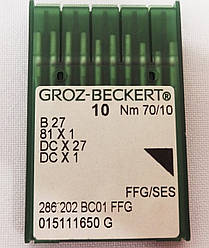 GROZ-BECKERT®
10 Nm 70/10
B 27
81 X 1
DC X 27
DC X 1
FFG/SES
286 202 BC01 FFG
015111650 G